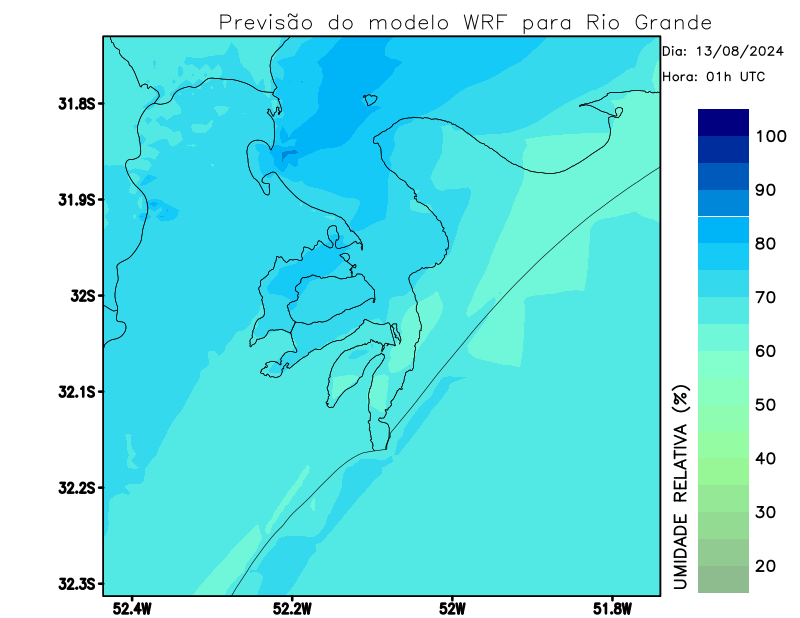 Previsão do modelo WRF para Rio Grande
Dia: 13/08/2024
Hora: 01h UTC
31.8S
31.9S
32S
32.1S
32.2S
32.3S
52.4W
52.2W
52W
51.8W
UMIDADE RELATIVA (%)
100
90
80
70
60
50
40
30
20